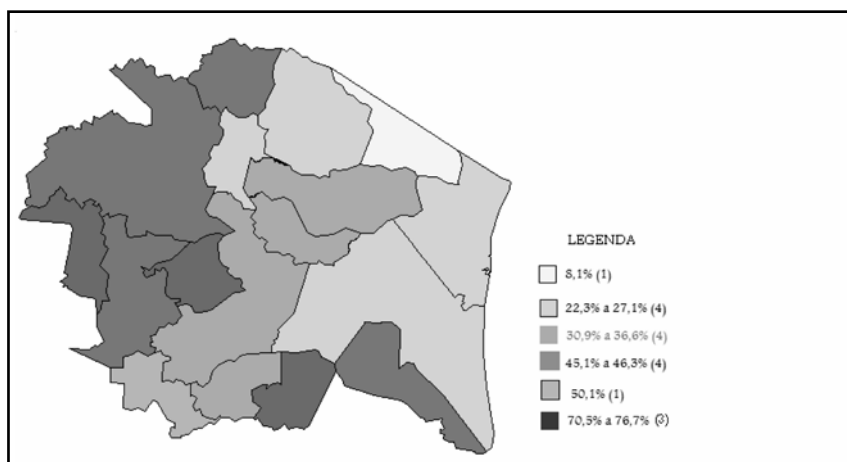 LEGENDA
8,1% (1)
22,3% a 27,1% (4)
30,9% a 36,6% (4)
45,1% a 46,3% (4)
50,1% (1)
70,5% a 76,7% (3)